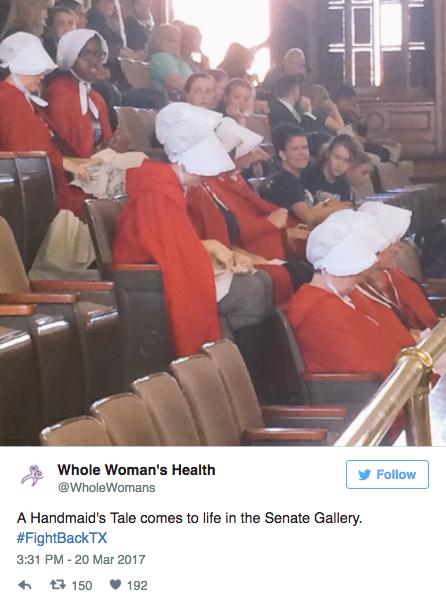 Whole Woman's Health
@WholeWomans
Follow
A Handmaid's Tale comes to life in the Senate Gallery.
#FightBackTX
3:31 PM - 20 Mar 2017
150 192